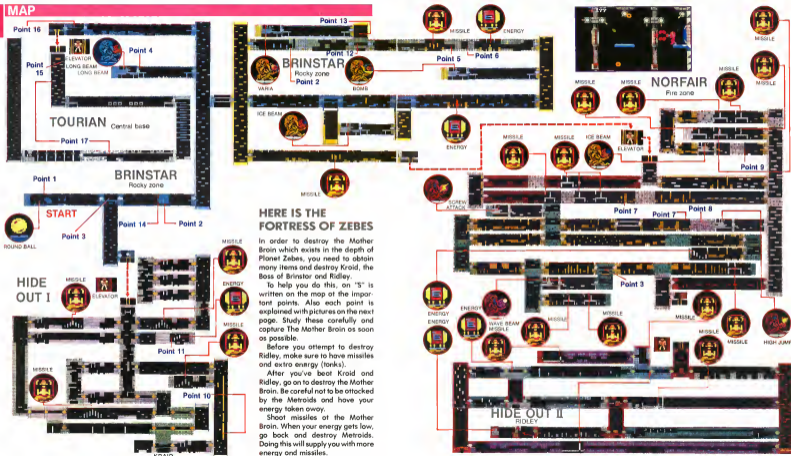 MAP
Point 16
Point 15
ELEVATOR
LONG BEAM
LONG BEAM
Point 4
TOURIAN Central base
Point 17
Point 1
BRINSTAR
Rocky zone
START
ROUND BALL
Point 3
Point 14
Point 2
Point 13
MISSILE
ENERGY
BRINSTAR
Rocky zone
Point 12
Point 5
Point 6
Point 2
VARIA
BOMB
ICE BEAM
ENERGY
MISSILE
HIDE
OUT I
MISSILE
ELEVATOR
MISSILE
ENERGY
MISSILE
Point 11
MISSILE
Point 10
KRAID
HERE IS THE
FORTRESS OF ZEBES
In order to destroy the Mother
Brain which exists in the depth of
Planet Zebes, you need to obtain
many items and destroy Kraid, the
Boss of Brinstar and Ridley.
To help you do this, an "S" is
written on the map at the impor-
tant points. Also each point is
explained with pictures on the next
page. Study these carefully and
capture The Mother Brain as soon
as possible.
Before you attempt to destroy
Ridley, make sure to have missiles
and extra energy (tanks).
After you've beat Kraid and
Ridley, go on to destroy the Mother
Brain. Be careful not to be attacked
by the Metroids and have your
energy taken away.
Shoot missiles at the Mother
Brain. When your energy gets low,
go back and destroy Metroids.
Doing this will supply you with more
energy and missiles.
MISSILE
MISSILE
MISSILE
MISSILE
MISSILE
NORFAIR
Fire zone
MISSILE
MISSILE
ICE BEAM
ELEVATOR
Point 9
SCREW
ATTACK
Point 7
Point 7
Point 8
Point 3
ENERGY
ENERGY
ENERGY
WAVE BEAM
MISSILE
MISSILE
MISSILE
MISSILE
MISSILE
HIGH JUMP
HIDE OUT II
RIDLEY